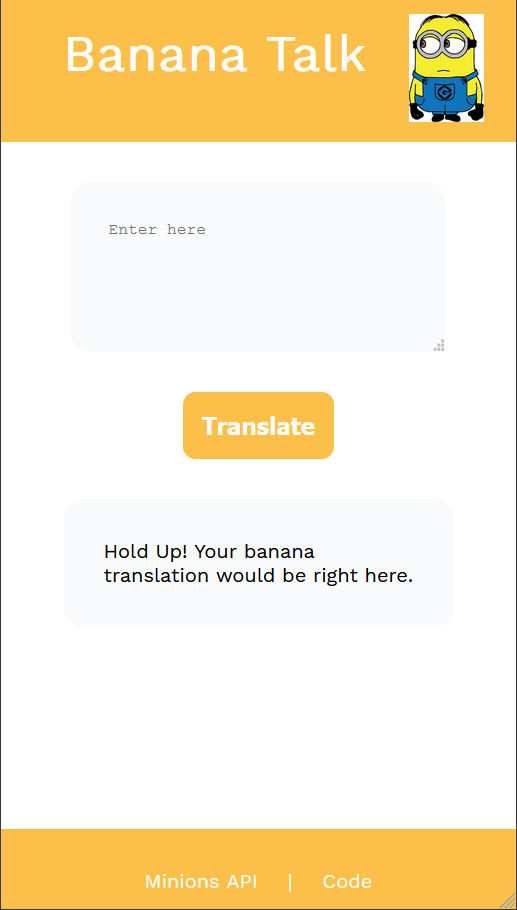 Banana Talk
Enter here
Translate
Hold Up! Your banana
translation would be right here.
Minions API | Code